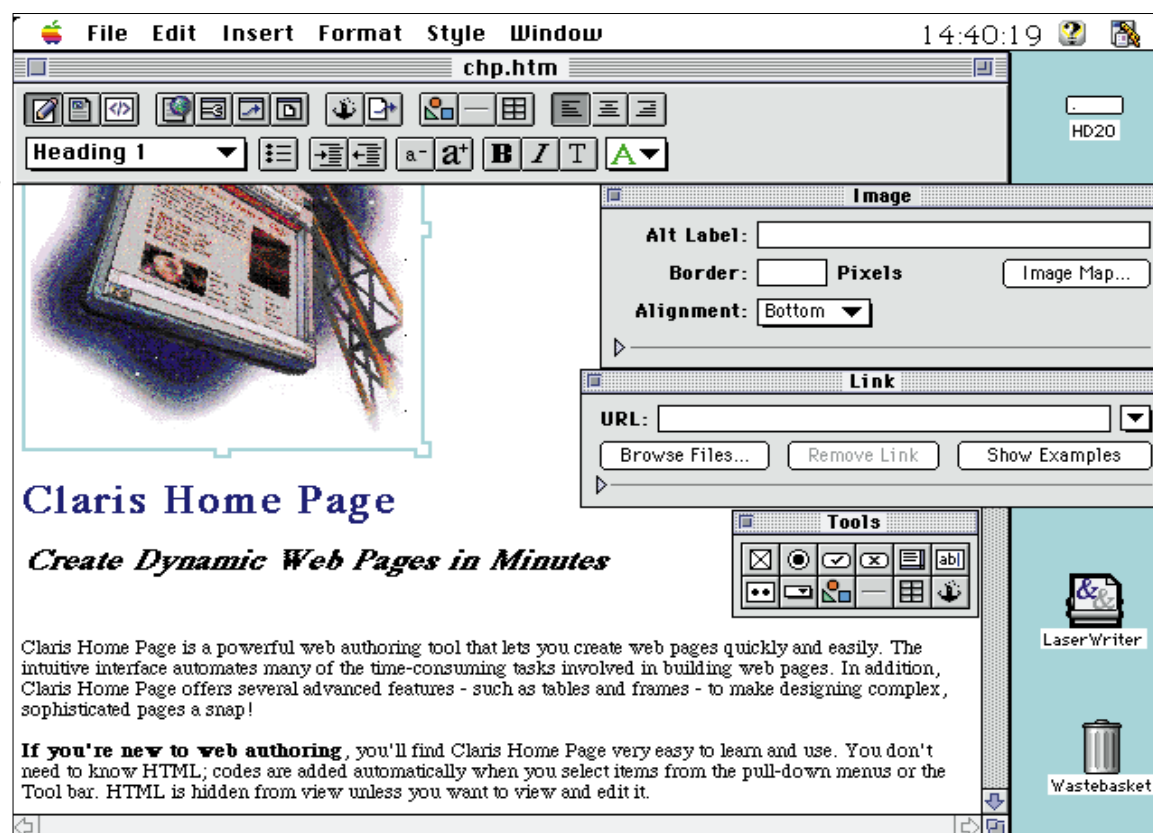 File Edit Insert Format Style Window 14:40:19
chp.htm
HD20
Heading 1
a- a+ B I T A
Image
Alt Label:
Border: Pixels Image Map...
Alignment: Bottom
Link
URL:
Browse Files... Remove Link Show Examples
Claris Home Page
Tools
ab
Create Dynamic Web Pages in Minutes
&&
LaserWriter
Claris Home Page is a powerful web authoring tool that lets you create web pages quickly and easily. The
intuitive interface automates many of the time-consuming tasks involved in building web pages. In addition,
Claris Home Page offers several advanced features - such as tables and frames - to make designing complex,
sophisticated pages a snap!
If you're new to web authoring, you'll find Claris Home Page very easy to learn and use. You don't
need to know HTML; codes are added automatically when you select items from the pull-down menus or the
Tool bar. HTML is hidden from view unless you want to view and edit it.
Wastebasket